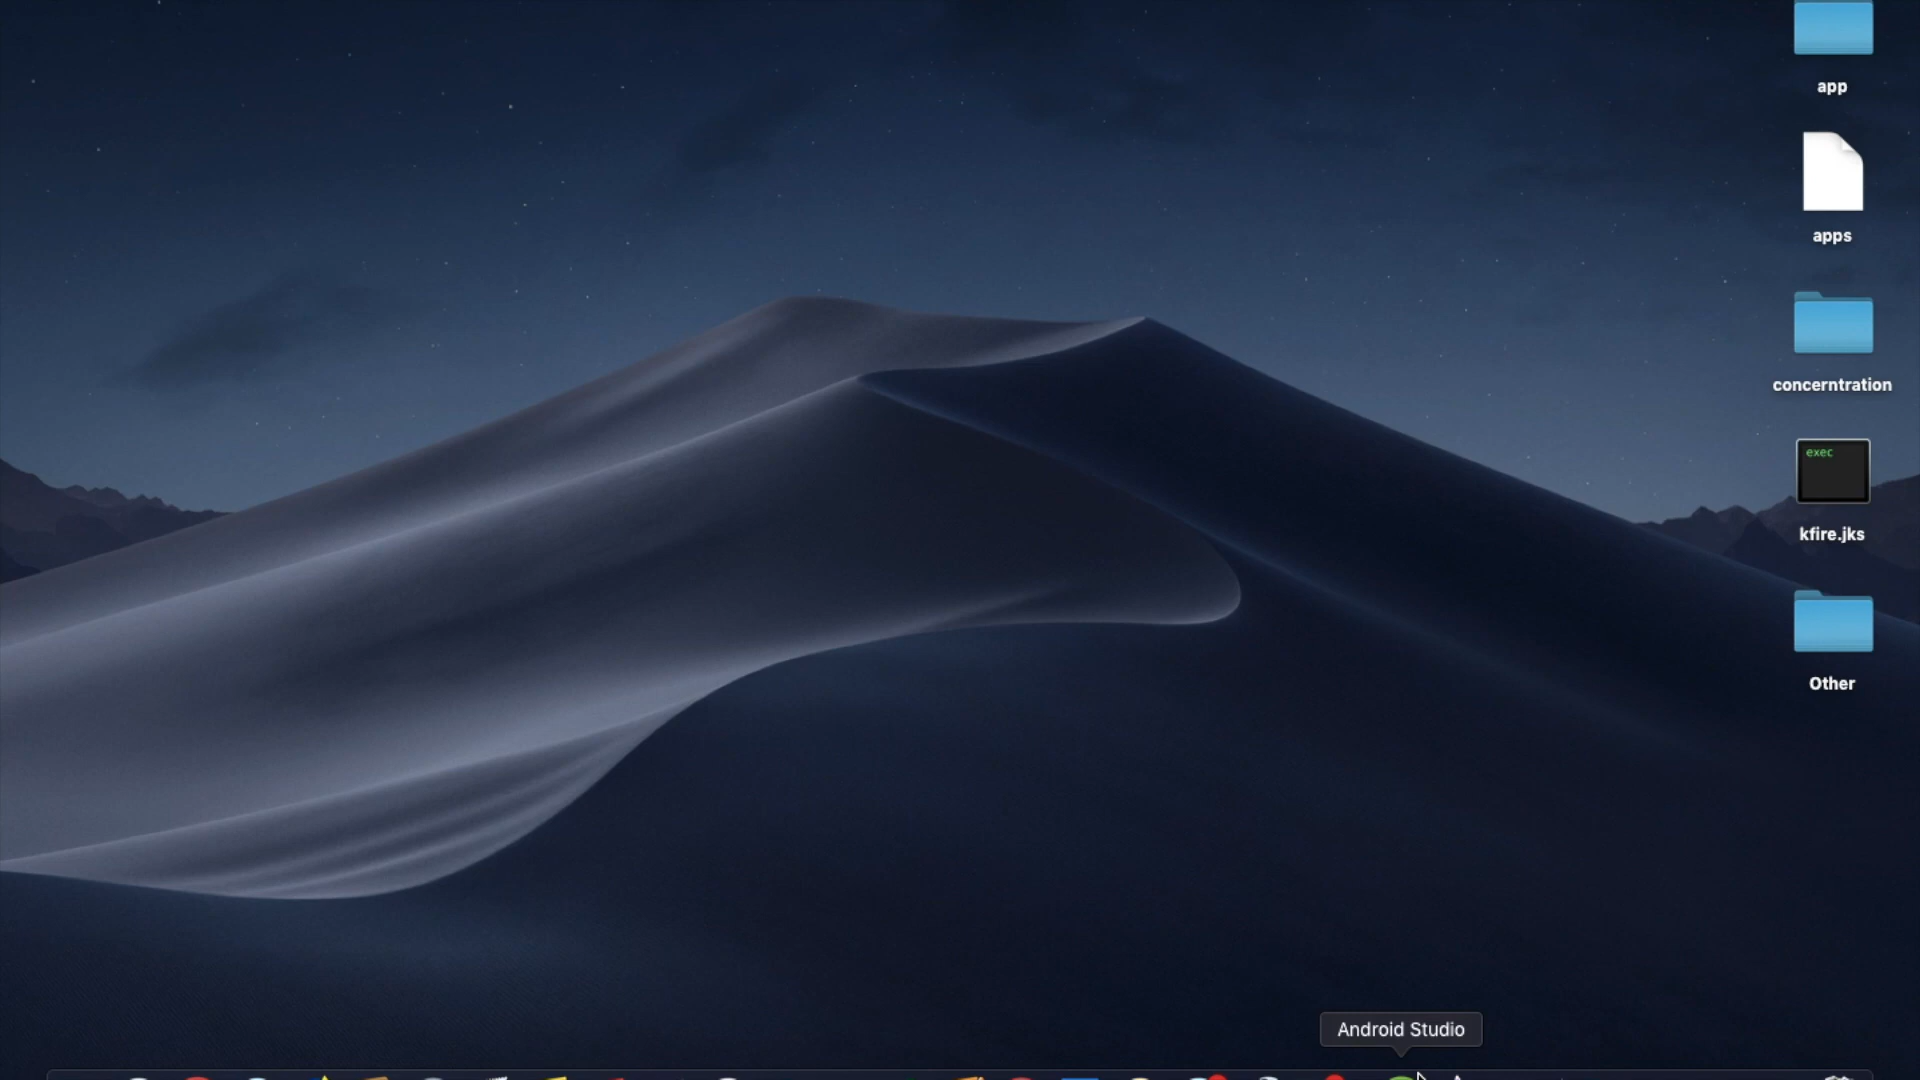 app
apps
concerntration
exec
kfire.jks
Other
Android Studio